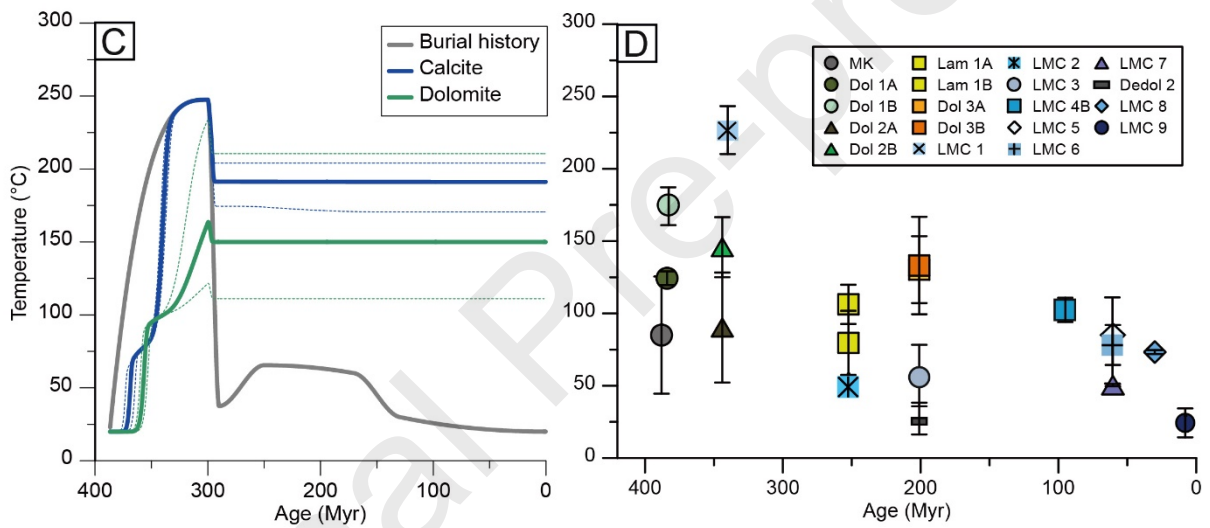 C
Burial history
Calcite
Dolomite
Temperature (°C)
300
250
200
150
100
50
0
400
300
200
100
0
Age (Myr)
D
MK
Dol 1A
Dol 1B
Dol 2A
Dol 2B
Lam 1A
Lam 1B
Dol 3A
Dol 3B
LMC 1
LMC 2
LMC 3
LMC 4B
LMC 5
LMC 6
LMC 7
Dedol 2
LMC 8
LMC 9
300
250
200
150
100
50
0
400
300
200
100
0
Age (Myr)
al Pre-p